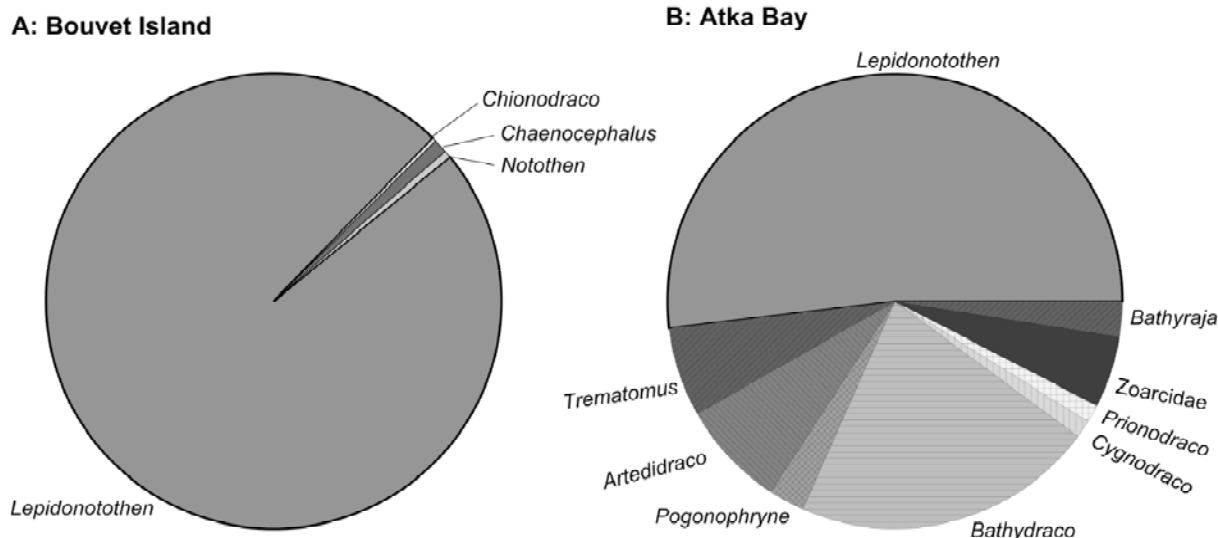 A: Bouvet Island
Chionodraco
Chaenocephalus
Notothen
Lepidonotothen
B: Atka Bay
Lepidonotothen
Bathyraja
Zoarcidae
Prionodraco
Cygnodraco
Bathydraco
Pogonophryne
Artedidraco
Trematomus